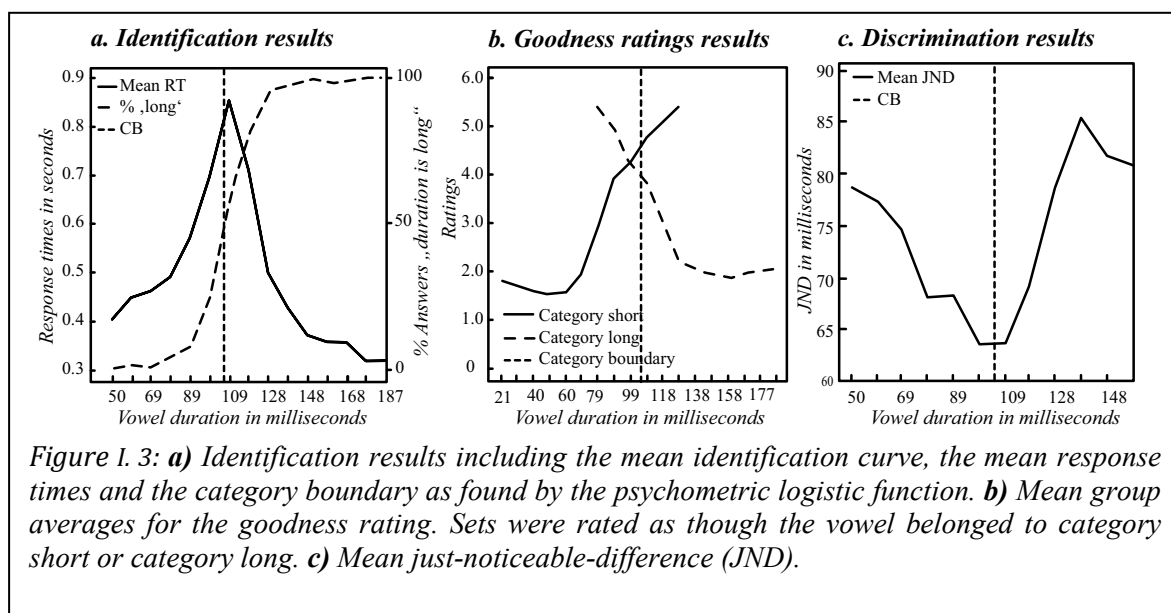 a. Identification results
0.9
0.8
0.7
0.6
0.5
0.4
0.3
Response times in seconds
Mean RT
% ‚long‘
CB
100
50
0
% Answers „duration is long“
50 69 89 109 128 148 168 187
Vowel duration in milliseconds
b. Goodness ratings results
6.0
5.0
4.0
3.0
2.0
1.0
0
Ratings
Category short
Category long
Category boundary
21 40 60 79 99 118 138 158 177
Vowel duration in milliseconds
c. Discrimination results
90
85
80
75
70
65
60
JND in milliseconds
Mean JND
CB
50 69 89 109 128 148
Vowel duration in milliseconds
Figure I. 3: a) Identification results including the mean identification curve, the mean response
times and the category boundary as found by the psychometric logistic function. b) Mean group
averages for the goodness rating. Sets were rated as though the vowel belonged to category
short or category long. c) Mean just-noticeable-difference (JND).